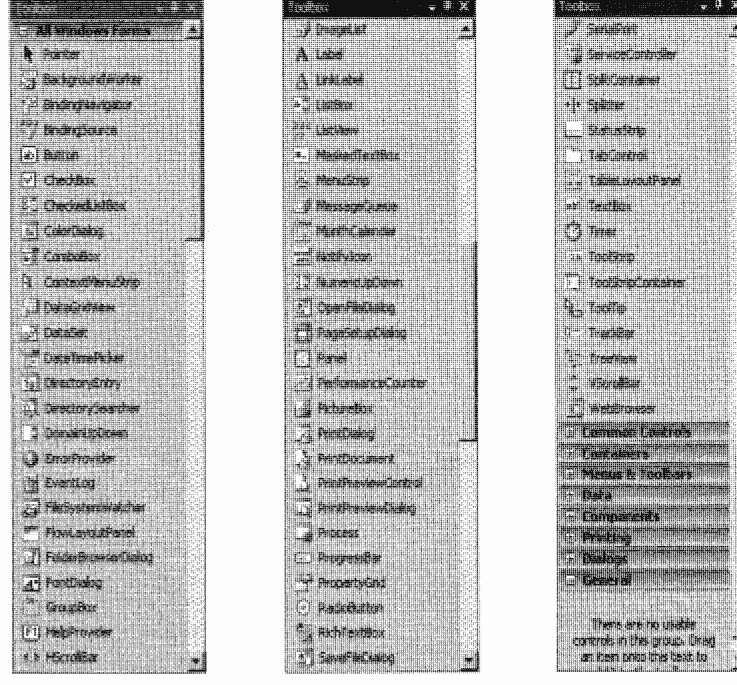 Toolbox
All Windows Forms
Pointer
BackgroundWorker
BindingNavigator
BindingSource
Button
CheckBox
CheckedListBox
ColorDialog
ComboBox
ContextMenuStrip
DataGridView
DataSet
DateTimePicker
DirectoryEntry
DirectorySearcher
DomainUpDown
ErrorProvider
EventLog
FileSystemWatcher
FlowLayoutPanel
FolderBrowserDialog
FontDialog
GroupBox
HelpProvider
HScrollBar
Toolbox
ImageList
Label
LinkLabel
ListBox
ListView
MaskedTextBox
MenuStrip
MessageQueue
MonthCalendar
NotifyIcon
NumericUpDown
OpenFileDialog
PageSetupDialog
Panel
PerformanceCounter
PictureBox
PrintDialog
PrintDocument
PrintPreviewControl
PrintPreviewDialog
Process
ProgressBar
PropertyGrid
RadioButton
RichTextBox
SaveFileDialog
Toolbox
SerialPort
ServiceController
SplitContainer
Splitter
StatusStrip
TabControl
TableLayoutPanel
TextBox
Timer
ToolStrip
ToolStripContainer
ToolTip
TrackBar
TreeView
VScrollBar
WebBrowser
Common Controls
Containers
Menus & Toolbars
Data
Components
Printing
Dialogs
General
There are no usable
controls in this group. Drag
an item onto this text to